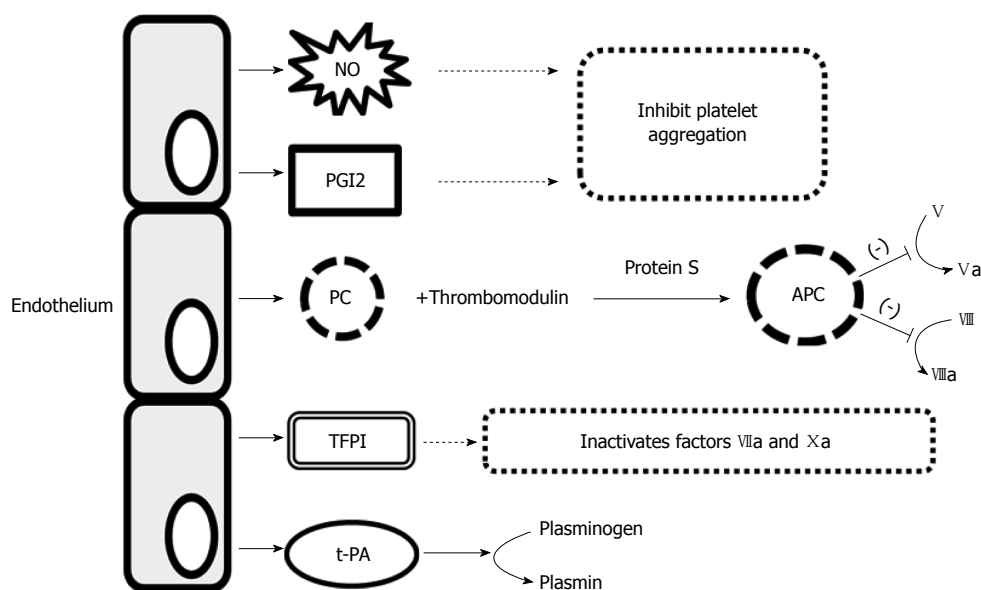 NO
Inhibit platelet
aggregation
PGI2
Endothelium
PC
+Thrombomodulin
Protein S
APC
(-)
Ⅴ
Ⅴa
(-)
Ⅷ
Ⅷa
TFPI
Inactivates factors Ⅶa and Ⅹa
t-PA
Plasminogen
Plasmin